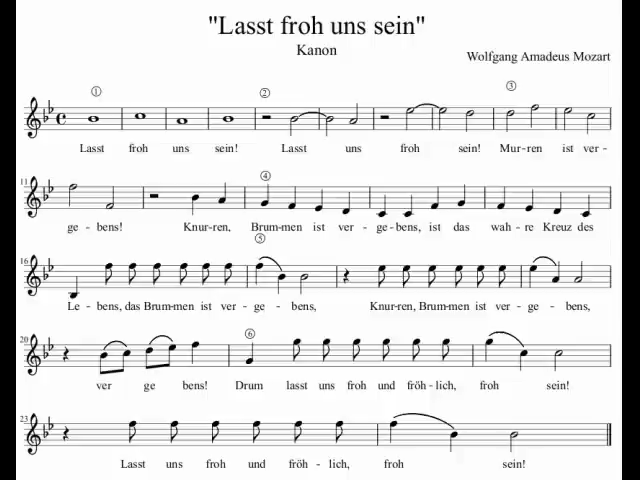 "Lasst froh uns sein"
Kanon
Wolfgang Amadeus Mozart
① ② ③
Lasst froh uns sein! Lasst uns froh sein! Mur-ren ist ver-
11 ④
ge-bens! Knur-ren, Brum-men ist ver-ge-bens, ist das wah-re Kreuz des
16 ⑤
Le-bens, das Brum-men ist ver-ge-bens, Knur-ren, Brum-men ist ver-ge-bens,
20 ⑥
ver ge bens! Drum lasst uns froh und fröh-lich, froh sein!
23
Lasst uns froh und fröh-lich, froh sein!